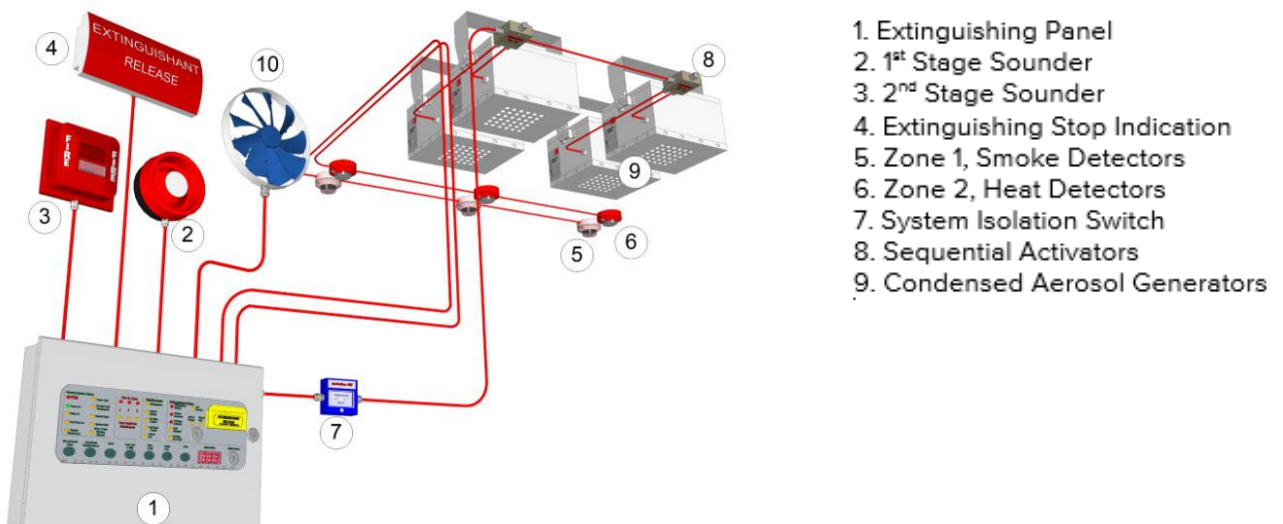 EXTINGUISHANT
RELEASE
4
10
8
FIRE
3
2
9
5
6
7
1
1. Extinguishing Panel
2. 1st Stage Sounder
3. 2nd Stage Sounder
4. Extinguishing Stop Indication
5. Zone 1, Smoke Detectors
6. Zone 2, Heat Detectors
7. System Isolation Switch
8. Sequential Activators
9. Condensed Aerosol Generators